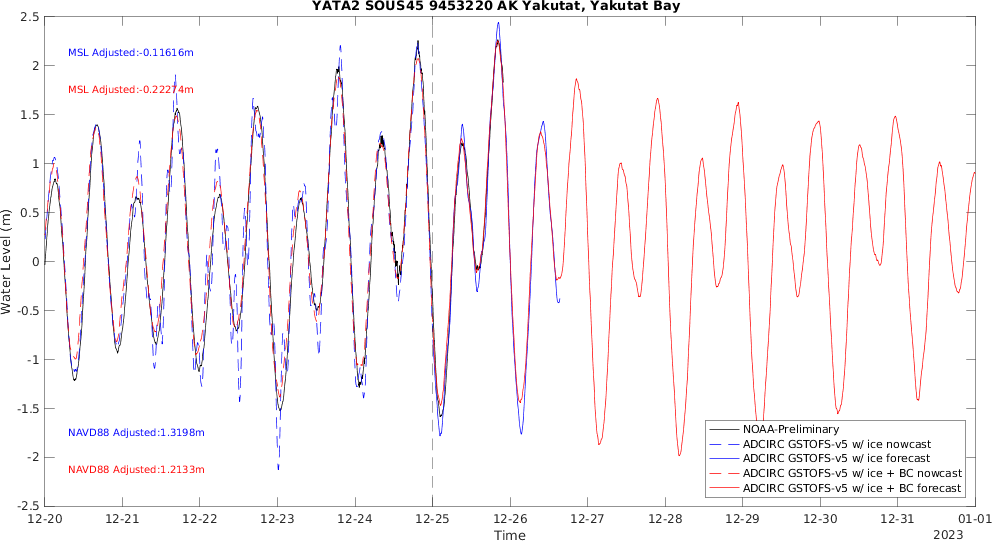 YATA2 SOUS45 9453220 AK Yakutat, Yakutat Bay
2.5
2
1.5
1
0.5
0
-0.5
-1
-1.5
-2
-2.5
Water Level (m)
MSL Adjusted:-0.11616m
MSL Adjusted:-0.22274m
NAVD88 Adjusted:1.3198m
NAVD88 Adjusted:1.2133m
NOAA-Preliminary
ADCIRC GSTOFS-v5 w/ ice nowcast
ADCIRC GSTOFS-v5 w/ ice forecast
ADCIRC GSTOFS-v5 w/ ice + BC nowcast
ADCIRC GSTOFS-v5 w/ ice + BC forecast
12-20 12-21 12-22 12-23 12-24 12-25 12-26 12-27 12-28 12-29 12-30 12-31 01-01
Time
2023